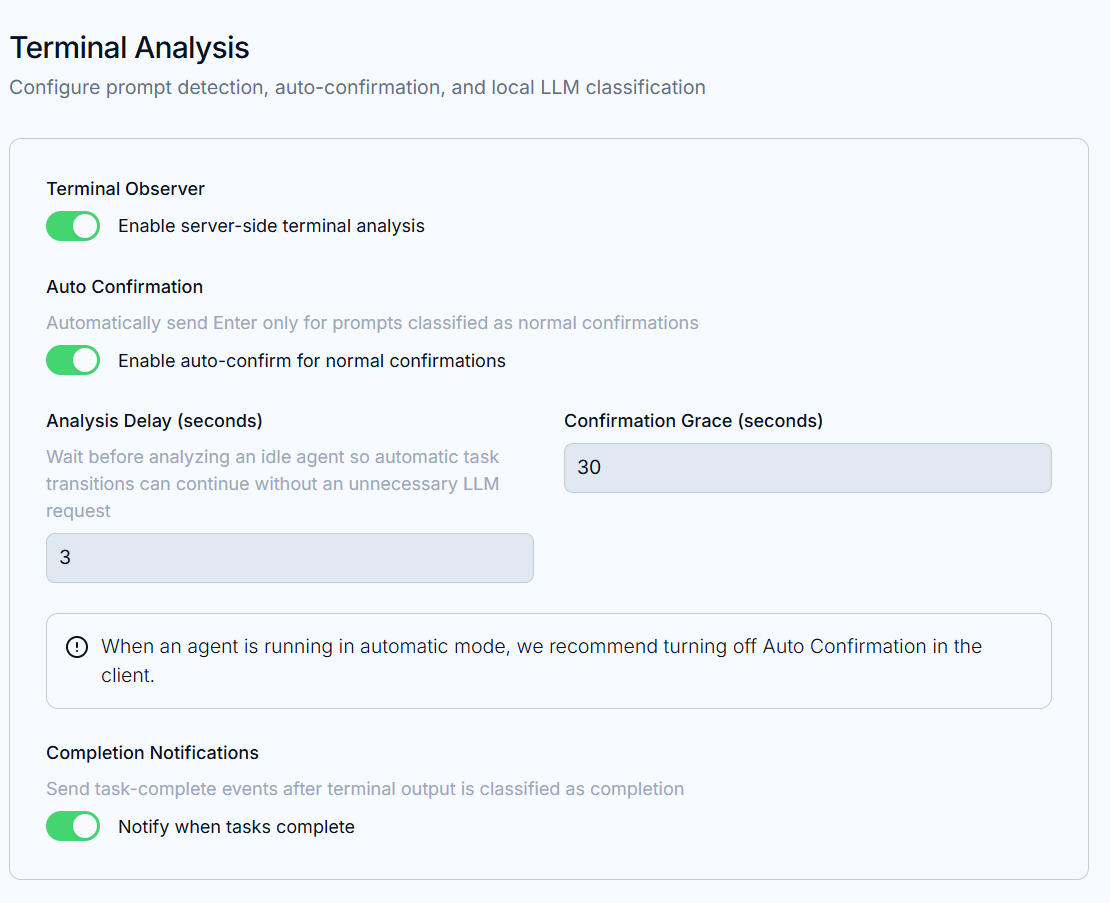 Terminal Analysis
Configure prompt detection, auto-confirmation, and local LLM classification
Terminal Observer
Enable server-side terminal analysis
Auto Confirmation
Automatically send Enter only for prompts classified as normal confirmations
Enable auto-confirm for normal confirmations
Analysis Delay (seconds)
Wait before analyzing an idle agent so automatic task
transitions can continue without an unnecessary LLM
request
3
Confirmation Grace (seconds)
30
When an agent is running in automatic mode, we recommend turning off Auto Confirmation in the
client.
Completion Notifications
Send task-complete events after terminal output is classified as completion
Notify when tasks complete